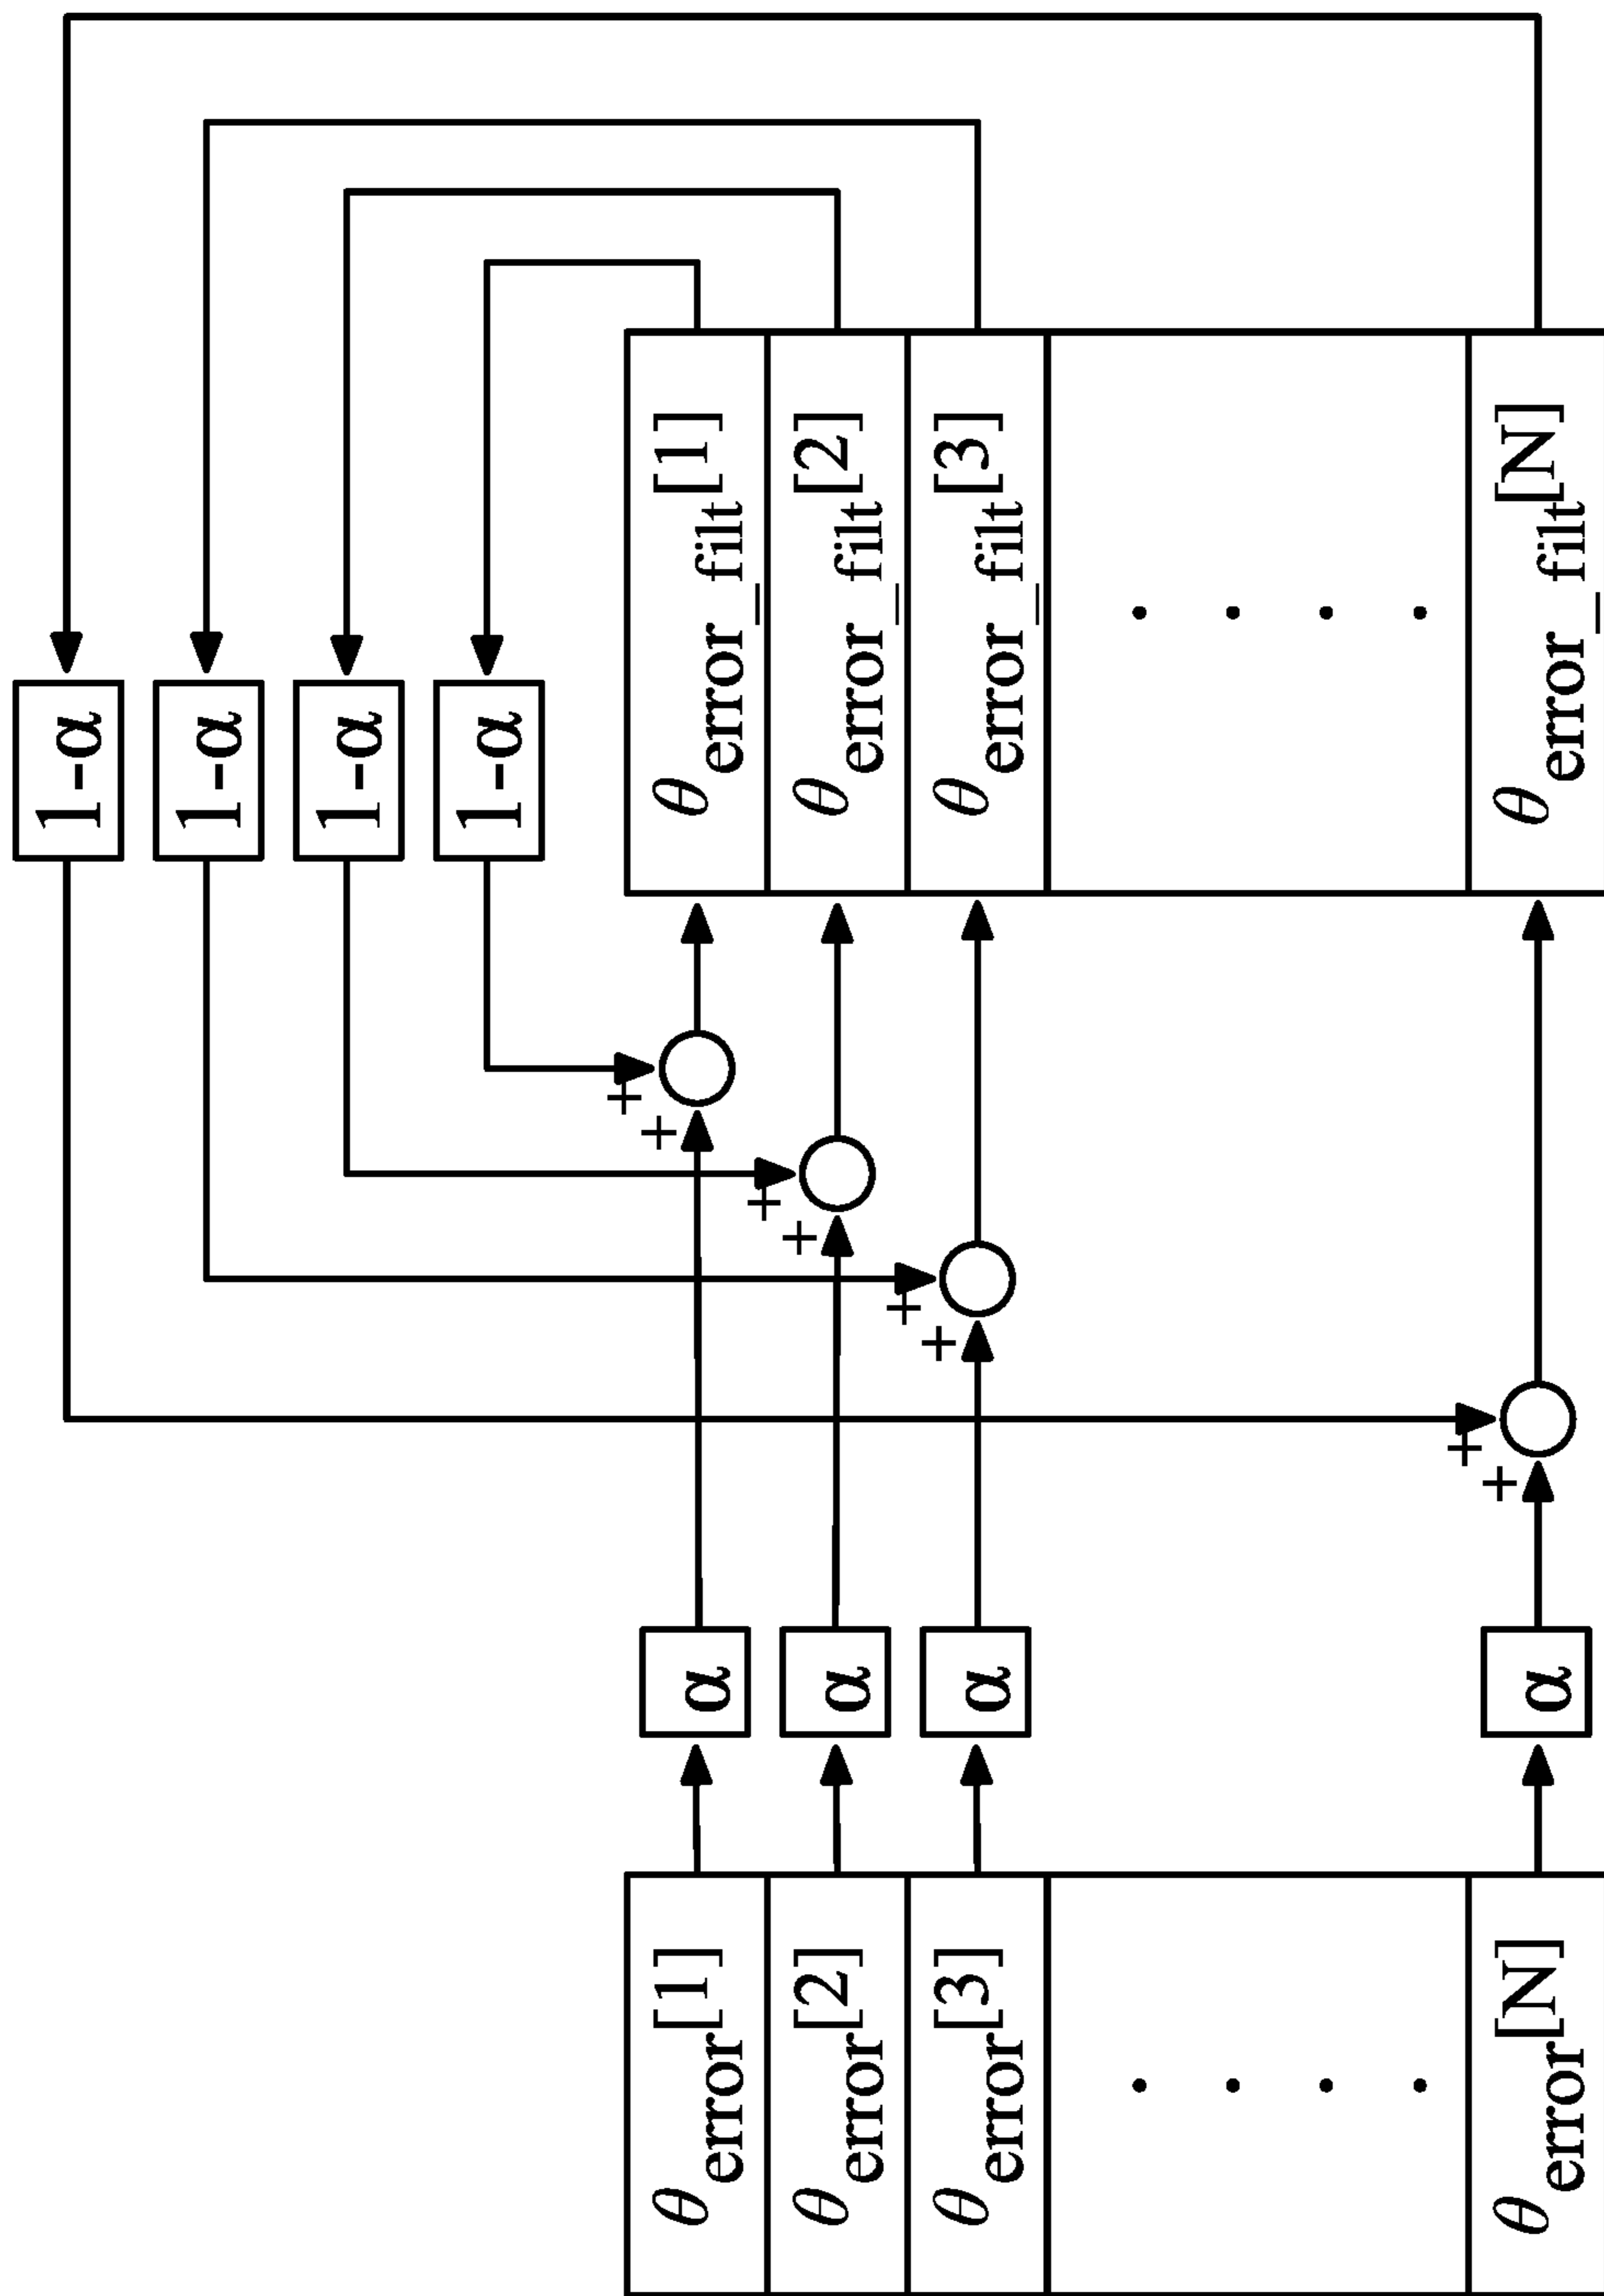 1-α
1-α
1-α
1-α
θerror[1]
α
+
+
θerror_filt[1]
θerror[2]
α
+
+
θerror_filt[2]
θerror[3]
α
+
+
θerror_filt[3]
. . . .
. . . .
θerror[N]
α
+
+
θerror_filt[N]